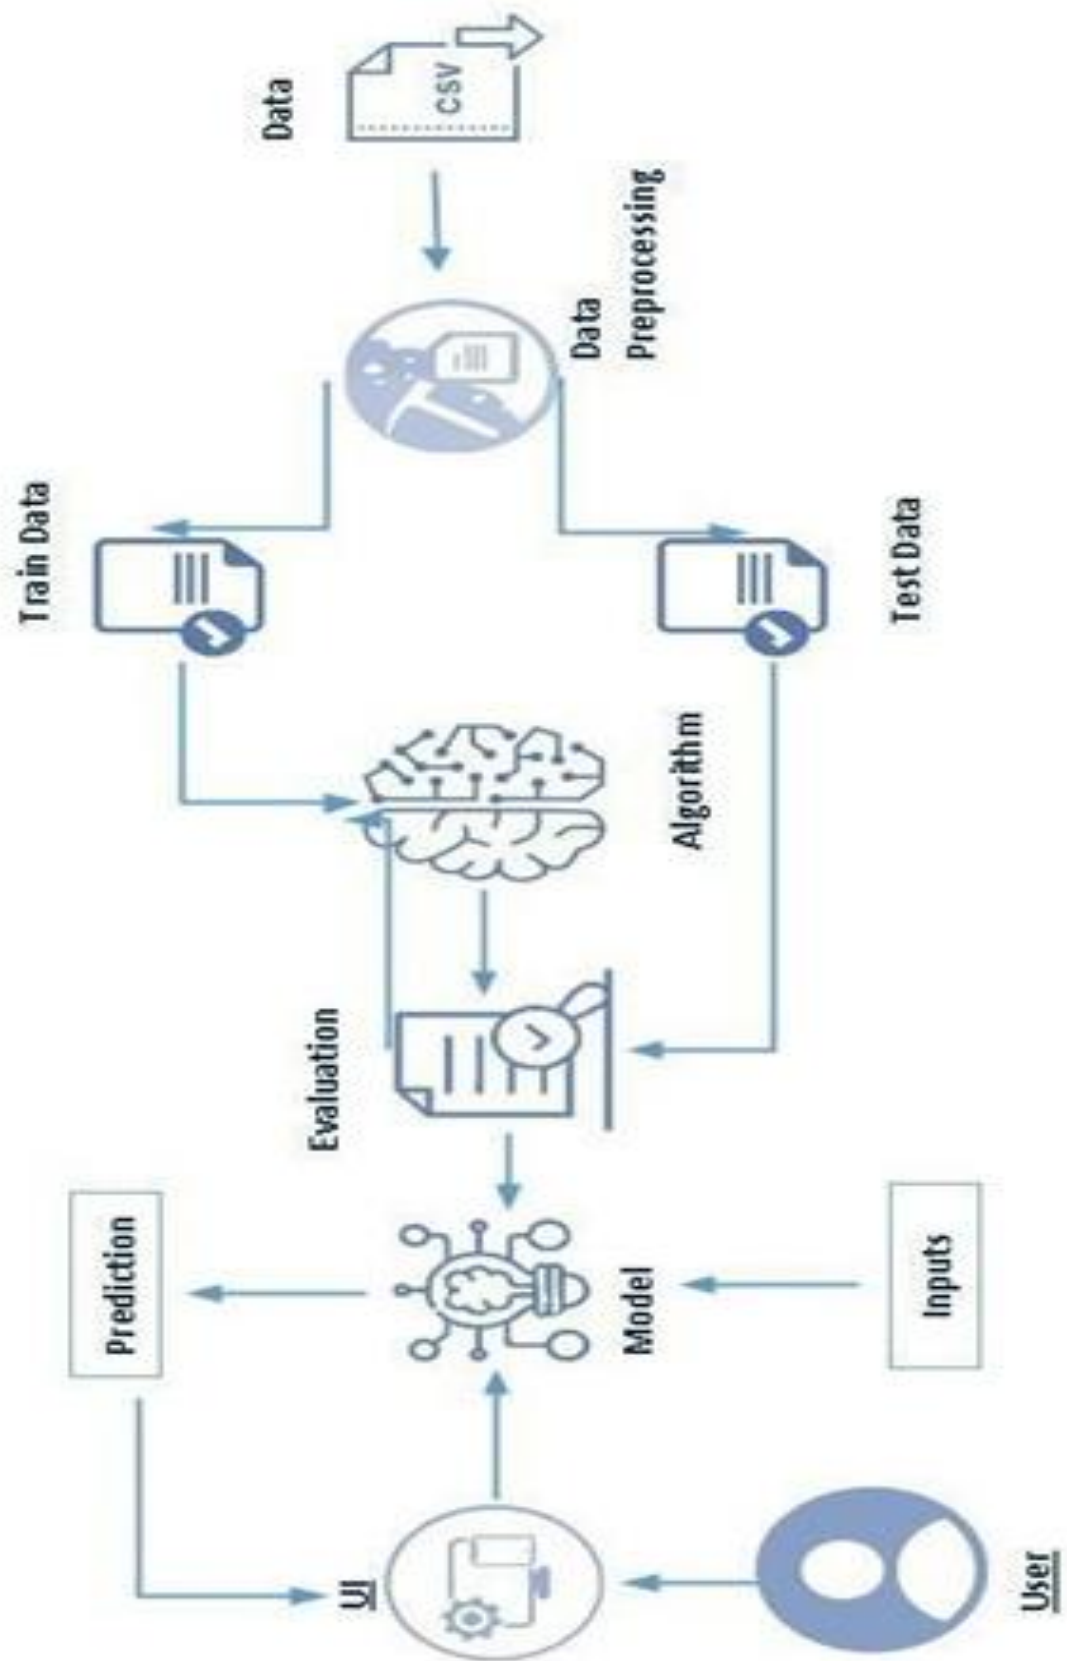 Data
CSV
Data
Preprocessing
Train Data
Test Data
Algorithm
Evaluation
Prediction
Model
Inputs
UI
User